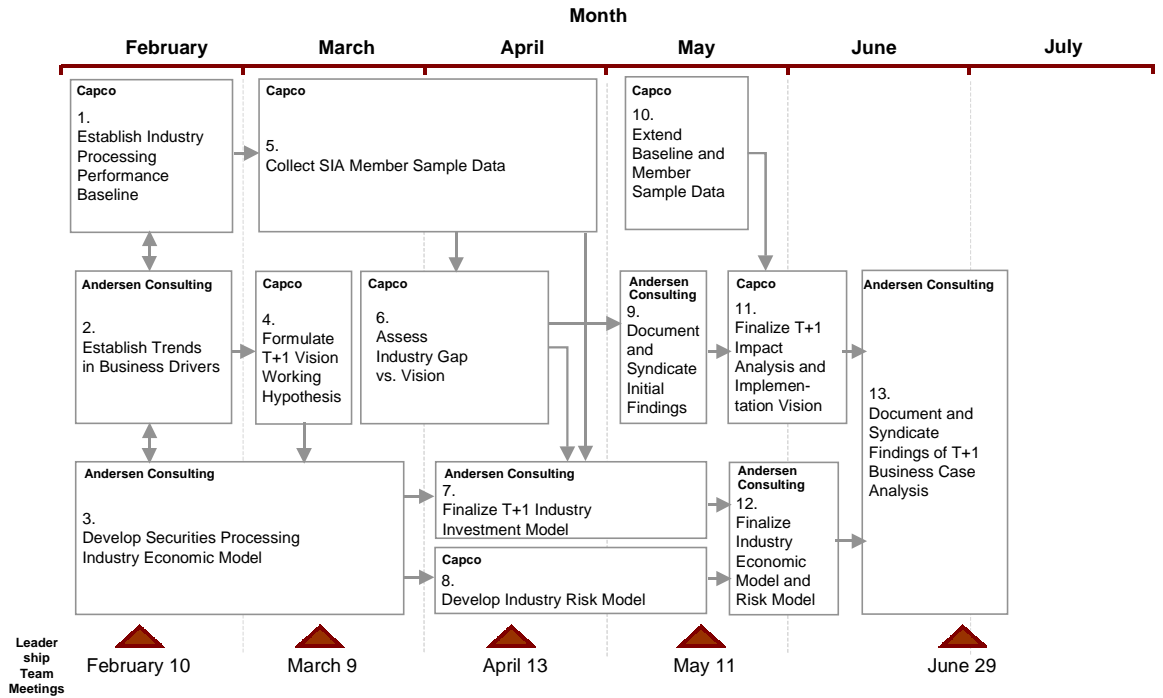 Month
February
March
April
May
June
July
Capco
1.
Establish Industry
Processing
Performance
Baseline
Capco
5.
Collect SIA Member Sample Data
Capco
10.
Extend
Baseline and
Member
Sample Data
Andersen Consulting
2.
Establish Trends
in Business Drivers
Capco
4.
Formulate
T+1 Vision
Working
Hypothesis
Capco
6.
Assess
Industry Gap
vs. Vision
Andersen
Consulting
9.
Document
and
Syndicate
Initial
Findings
Capco
11.
Finalize T+1
Impact
Analysis and
Implemen-
tation Vision
Andersen Consulting
13.
Document and
Syndicate
Findings of T+1
Business Case
Analysis
Andersen Consulting
3.
Develop Securities Processing
Industry Economic Model
Andersen Consulting
7.
Finalize T+1 Industry
Investment Model
Capco
8.
Develop Industry Risk Model
Andersen
Consulting
12.
Finalize
Industry
Economic
Model and
Risk Model
Leader
ship
Team
Meetings
February 10
March 9
April 13
May 11
June 29